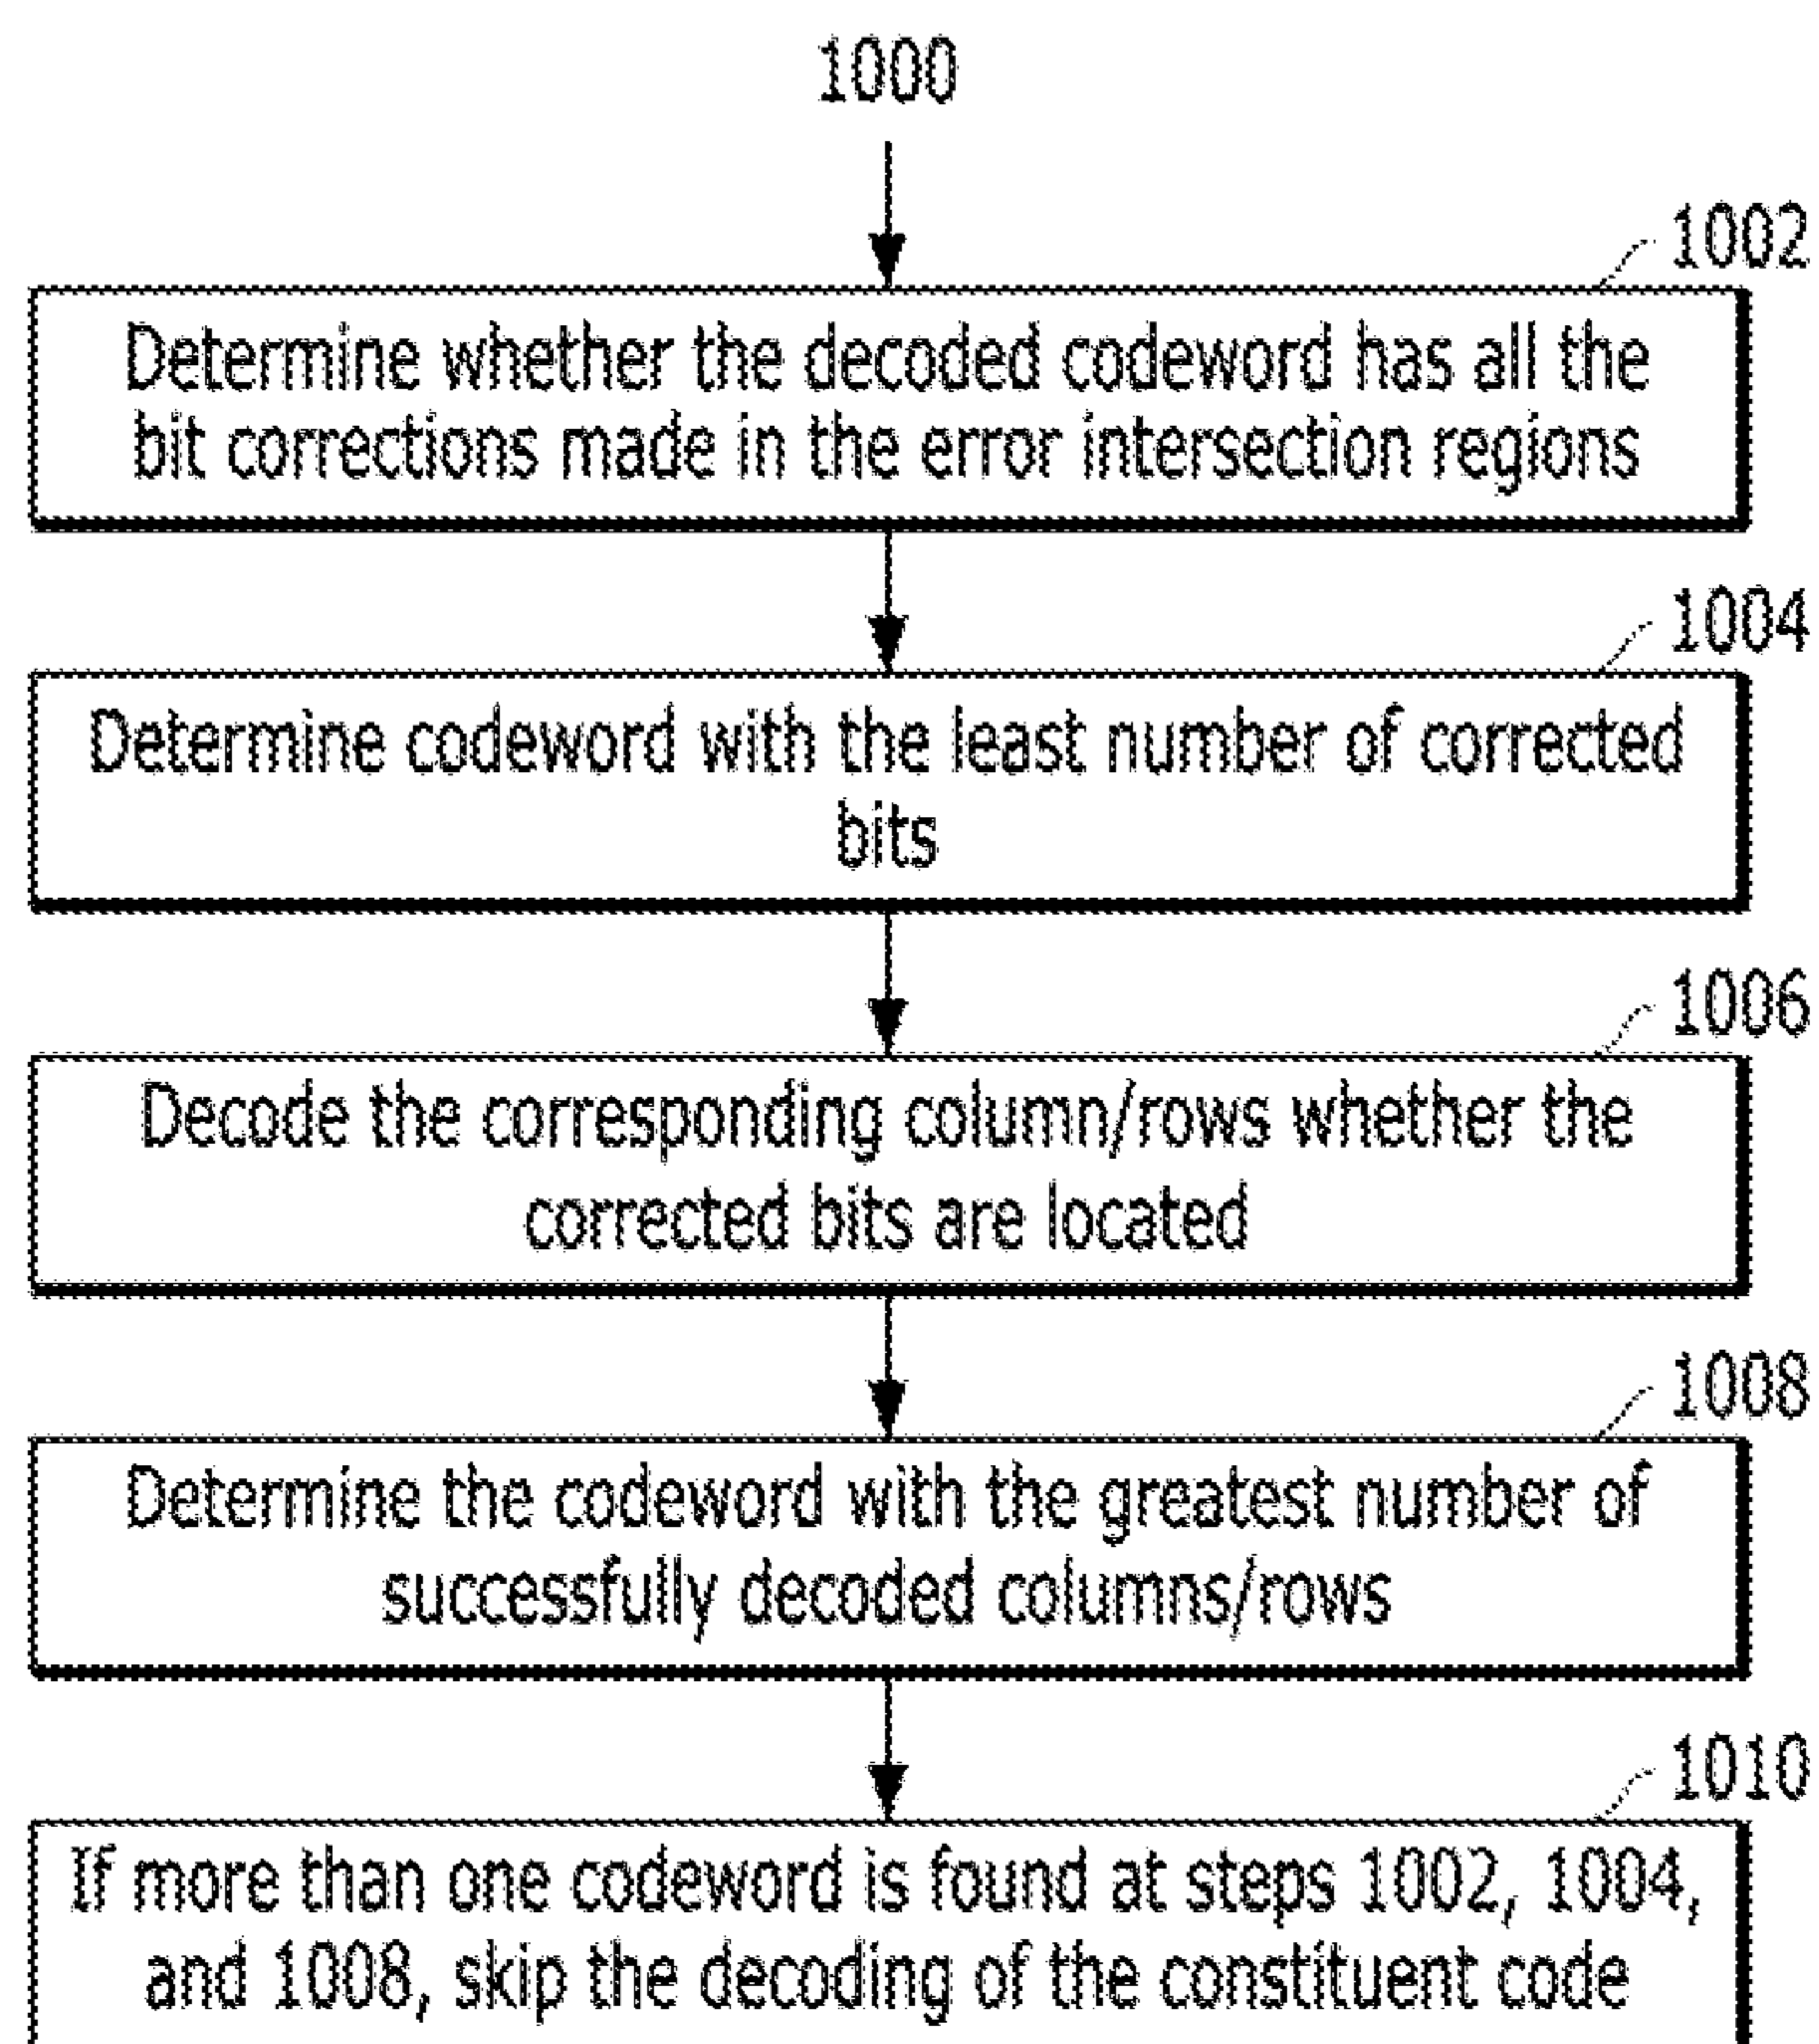 1000
1002
Determine whether the decoded codeword has all the
bit corrections made in the error intersection regions
1004
Determine codeword with the least number of corrected
bits
1006
Decode the corresponding column/rows whether the
corrected bits are located
1008
Determine the codeword with the greatest number of
successfully decoded columns/rows
1010
If more than one codeword is found at steps 1002, 1004,
and 1008, skip the decoding of the constituent code